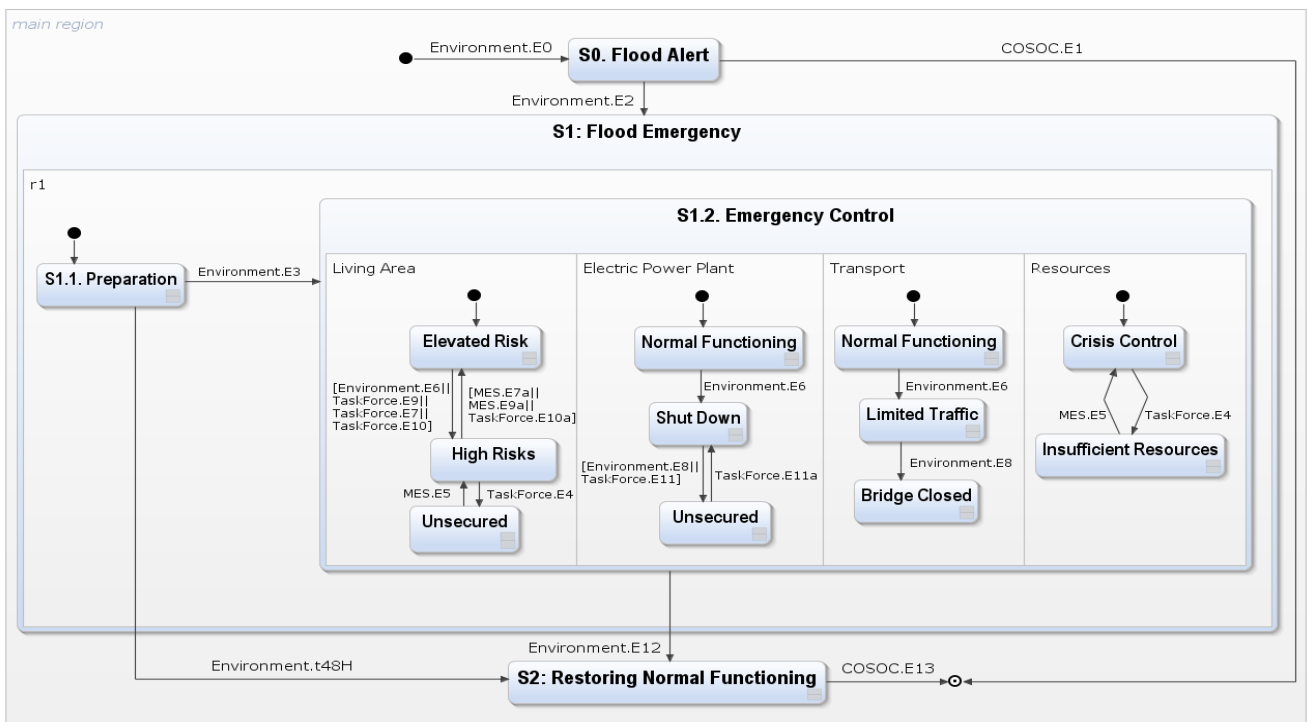 main region
Environment.E0
S0. Flood Alert
COSOC.E1
Environment.E2
S1: Flood Emergency
r1
S1.2. Emergency Control
S1.1. Preparation
Environment.E3
Living Area
Elevated Risk
[Environment.E6||
TaskForce.E9||
TaskForce.E7||
TaskForce.E10]
[MES.E7a||
MES.E9a||
TaskForce.E10a]
High Risks
MES.E5
TaskForce.E4
Unsecured
Electric Power Plant
Normal Functioning
Environment.E6
Shut Down
[Environment.E8||
TaskForce.E11]
TaskForce.E11a
Unsecured
Transport
Normal Functioning
Environment.E6
Limited Traffic
Environment.E8
Bridge Closed
Resources
Crisis Control
MES.E5
TaskForce.E4
Insufficient Resources
Environment.E12
Environment.t48H
S2: Restoring Normal Functioning
COSOC.E13